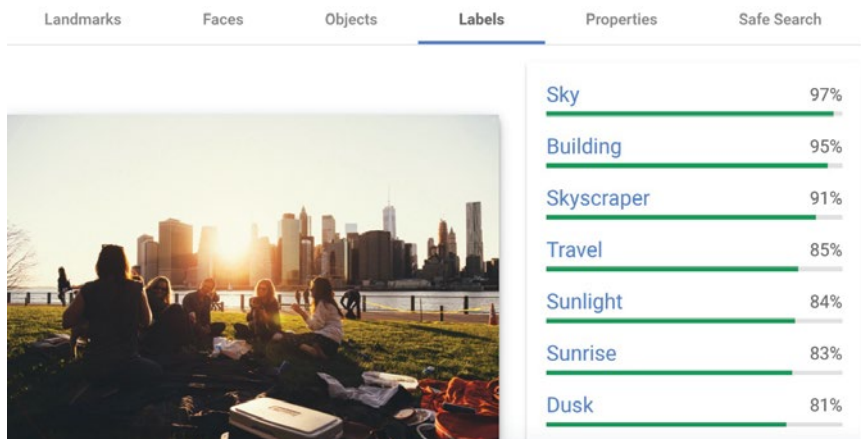 Landmarks Faces Objects Labels Properties Safe Search
Sky 97%
Building 95%
Skyscraper 91%
Travel 85%
Sunlight 84%
Sunrise 83%
Dusk 81%